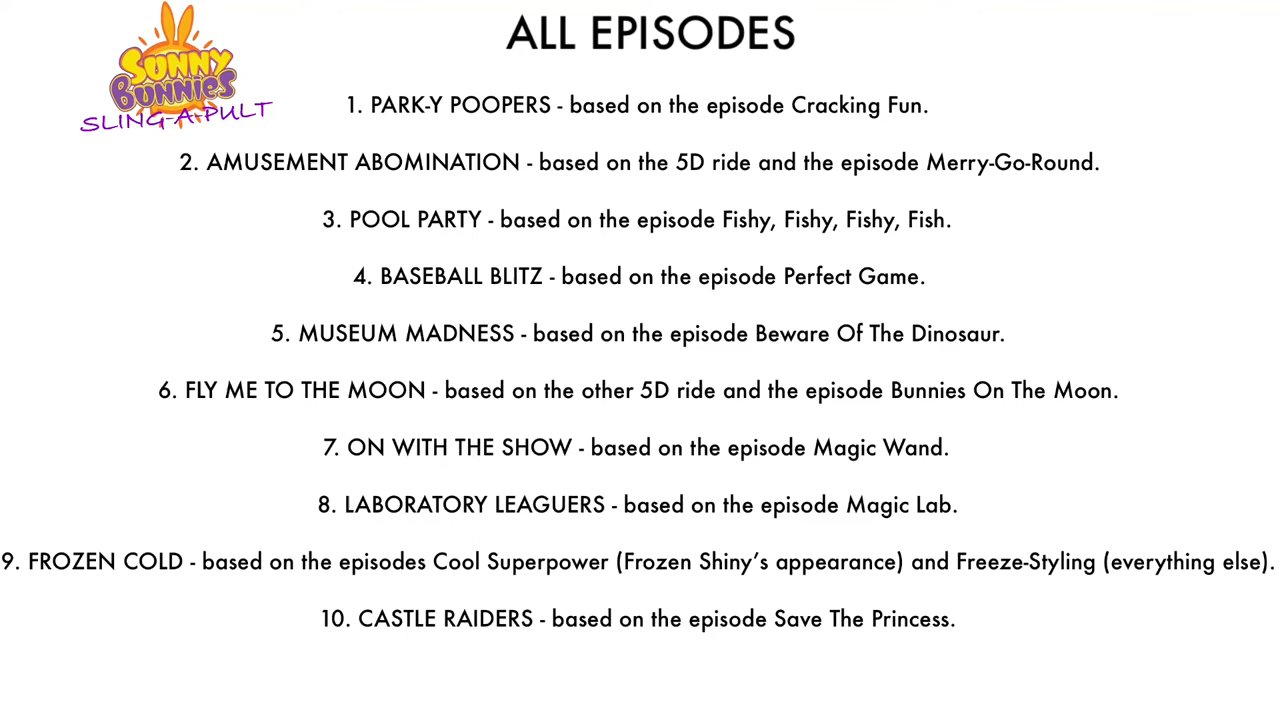 ALL EPISODES
SUNNY
BUNNIES
SLING-A-PULT
1. PARK-Y POOPERS - based on the episode Cracking Fun.
2. AMUSEMENT ABOMINATION - based on the 5D ride and the episode Merry-Go-Round.
3. POOL PARTY - based on the episode Fishy, Fishy, Fishy, Fish.
4. BASEBALL BLITZ - based on the episode Perfect Game.
5. MUSEUM MADNESS - based on the episode Beware Of The Dinosaur.
6. FLY ME TO THE MOON - based on the other 5D ride and the episode Bunnies On The Moon.
7. ON WITH THE SHOW - based on the episode Magic Wand.
8. LABORATORY LEAGUERS - based on the episode Magic Lab.
9. FROZEN COLD - based on the episodes Cool Superpower (Frozen Shiny’s appearance) and Freeze-Styling (everything else).
10. CASTLE RAIDERS - based on the episode Save The Princess.